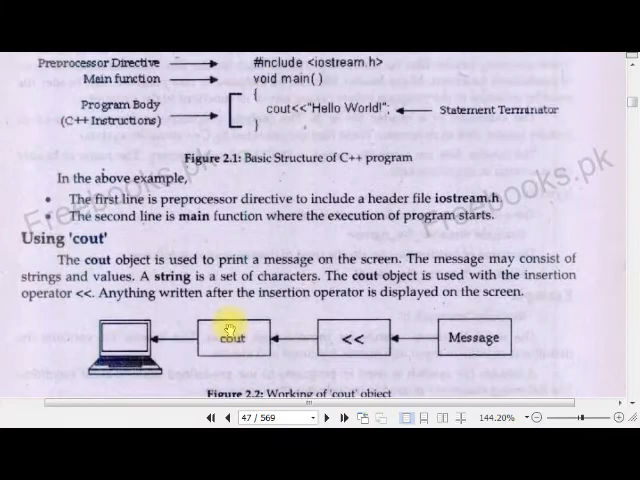 Preprocessor Directive #include <iostream.h>
Main function void main( )
{
Program Body cout<<"Hello World!"; Statement Terminator
(C++ Instructions)
}
Figure 2.1: Basic Structure of C++ program
In the above example,
• The first line is preprocessor directive to include a header file iostream.h.
• The second line is main function where the execution of program starts.
Freebooks.pk
Freebooks.pk
Using 'cout'
The cout object is used to print a message on the screen. The message may consist of
strings and values. A string is a set of characters. The cout object is used with the insertion
operator <<. Anything written after the insertion operator is displayed on the screen.
cout << Message
Figure 2.2: Working of 'cout' object
47 / 569 144.20%